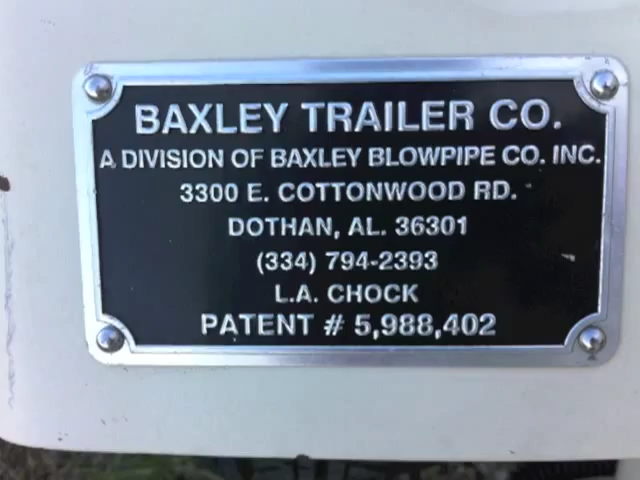 BAXLEY TRAILER CO.
A DIVISION OF BAXLEY BLOWPIPE CO. INC.
3300 E. COTTONWOOD RD.
DOTHAN, AL. 36301
(334) 794-2393
L.A. CHOCK
PATENT # 5,988,402